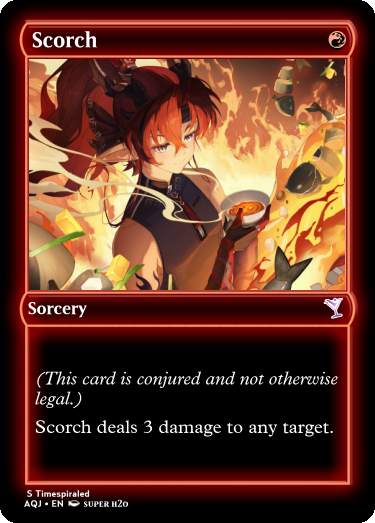 Scorch
Sorcery
(This card is conjured and not otherwise
legal.)
Scorch deals 3 damage to any target.
S Timespiraled
AQJ • EN SUPER H2O